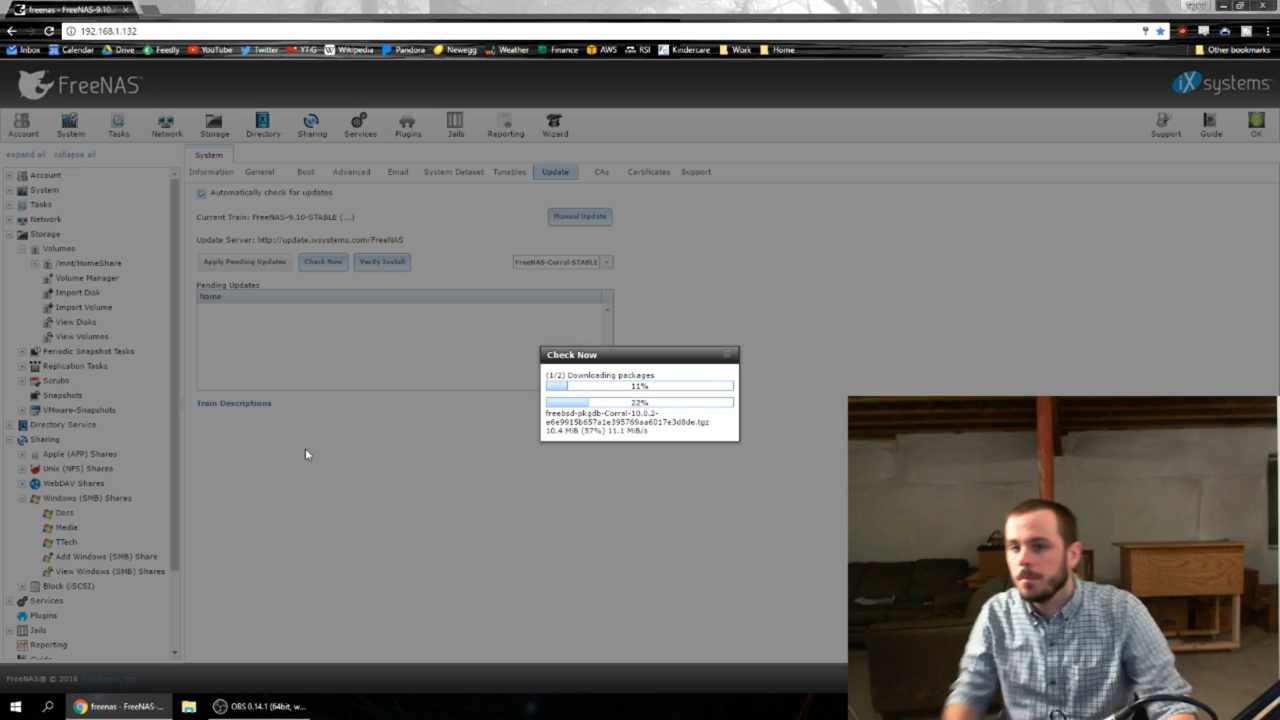 freenas - FreeNAS-9.10
192.168.1.132
Inbox Calendar Drive Feedly YouTube Twitter YT:G Wikipedia Pandora Newegg Weather Finance AWS RSI Kindercare Work Home Other bookmarks
FreeNAS
iXsystems
Account System Tasks Network Storage Directory Sharing Services Plugins Jails Reporting Wizard Support Guide OK
expand all collapse all
Account
System
Tasks
Network
Storage
Volumes
/mnt/HomeShare
Volume Manager
Import Disk
Import Volume
View Disks
View Volumes
Periodic Snapshot Tasks
Replication Tasks
Scrubs
Snapshots
VMware-Snapshots
Directory Service
Sharing
Apple (AFP) Shares
Unix (NFS) Shares
WebDAV Shares
Windows (SMB) Shares
Docs
Media
TTech
Add Windows (SMB) Share
View Windows (SMB) Shares
Block (iSCSI)
Services
Plugins
Jails
Reporting
System
Information General Boot Advanced Email System Dataset Tunables Update CAs Certificates Support
Automatically check for updates
Current Train: FreeNAS-9.10-STABLE (...)
Manual Update
Update Server: http://update.ixsystems.com/FreeNAS
Apply Pending Updates Check Now Verify Install FreeNAS-Corral-STABLE
Pending Updates
Name
Train Descriptions
Check Now
(1/2) Downloading packages
11%
22%
freebsd-pkgdb-Corral-10.0.2-
e6e9915b657a1e395769aa6017e3d8de.tgz
10.4 MiB (57%) 11.1 MiB/s
FreeNAS® © 2016
freenas - FreeNAS-...
OBS 0.14.1 (64bit, w...